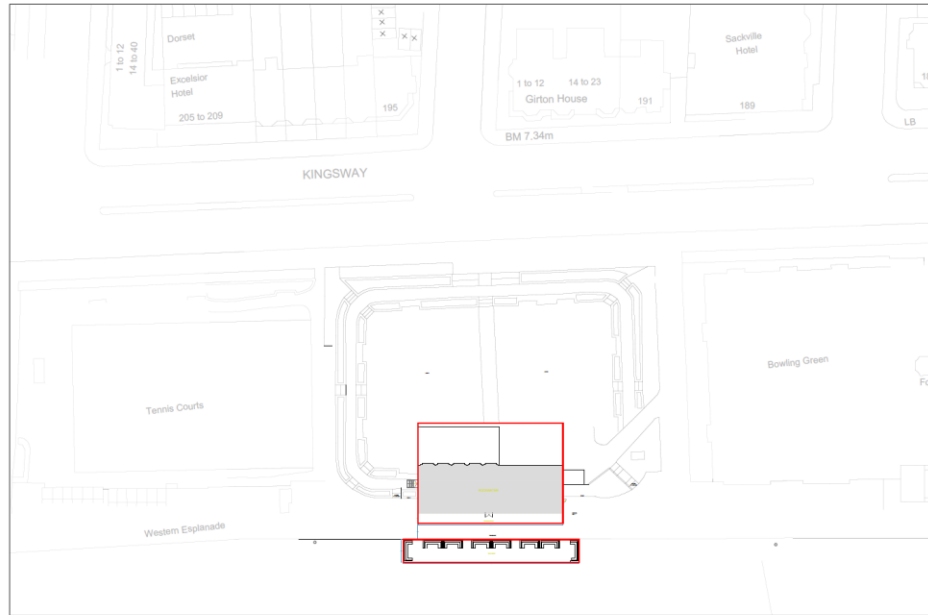 Dorset
1 to 12
14 to 40
Excelsior
Hotel
205 to 209
195
1 to 12
14 to 23
Girton House
191
Sackville
Hotel
189
LB
BM 7.34m
KINGSWAY
Tennis Courts
Bowling Green
Western Esplanade